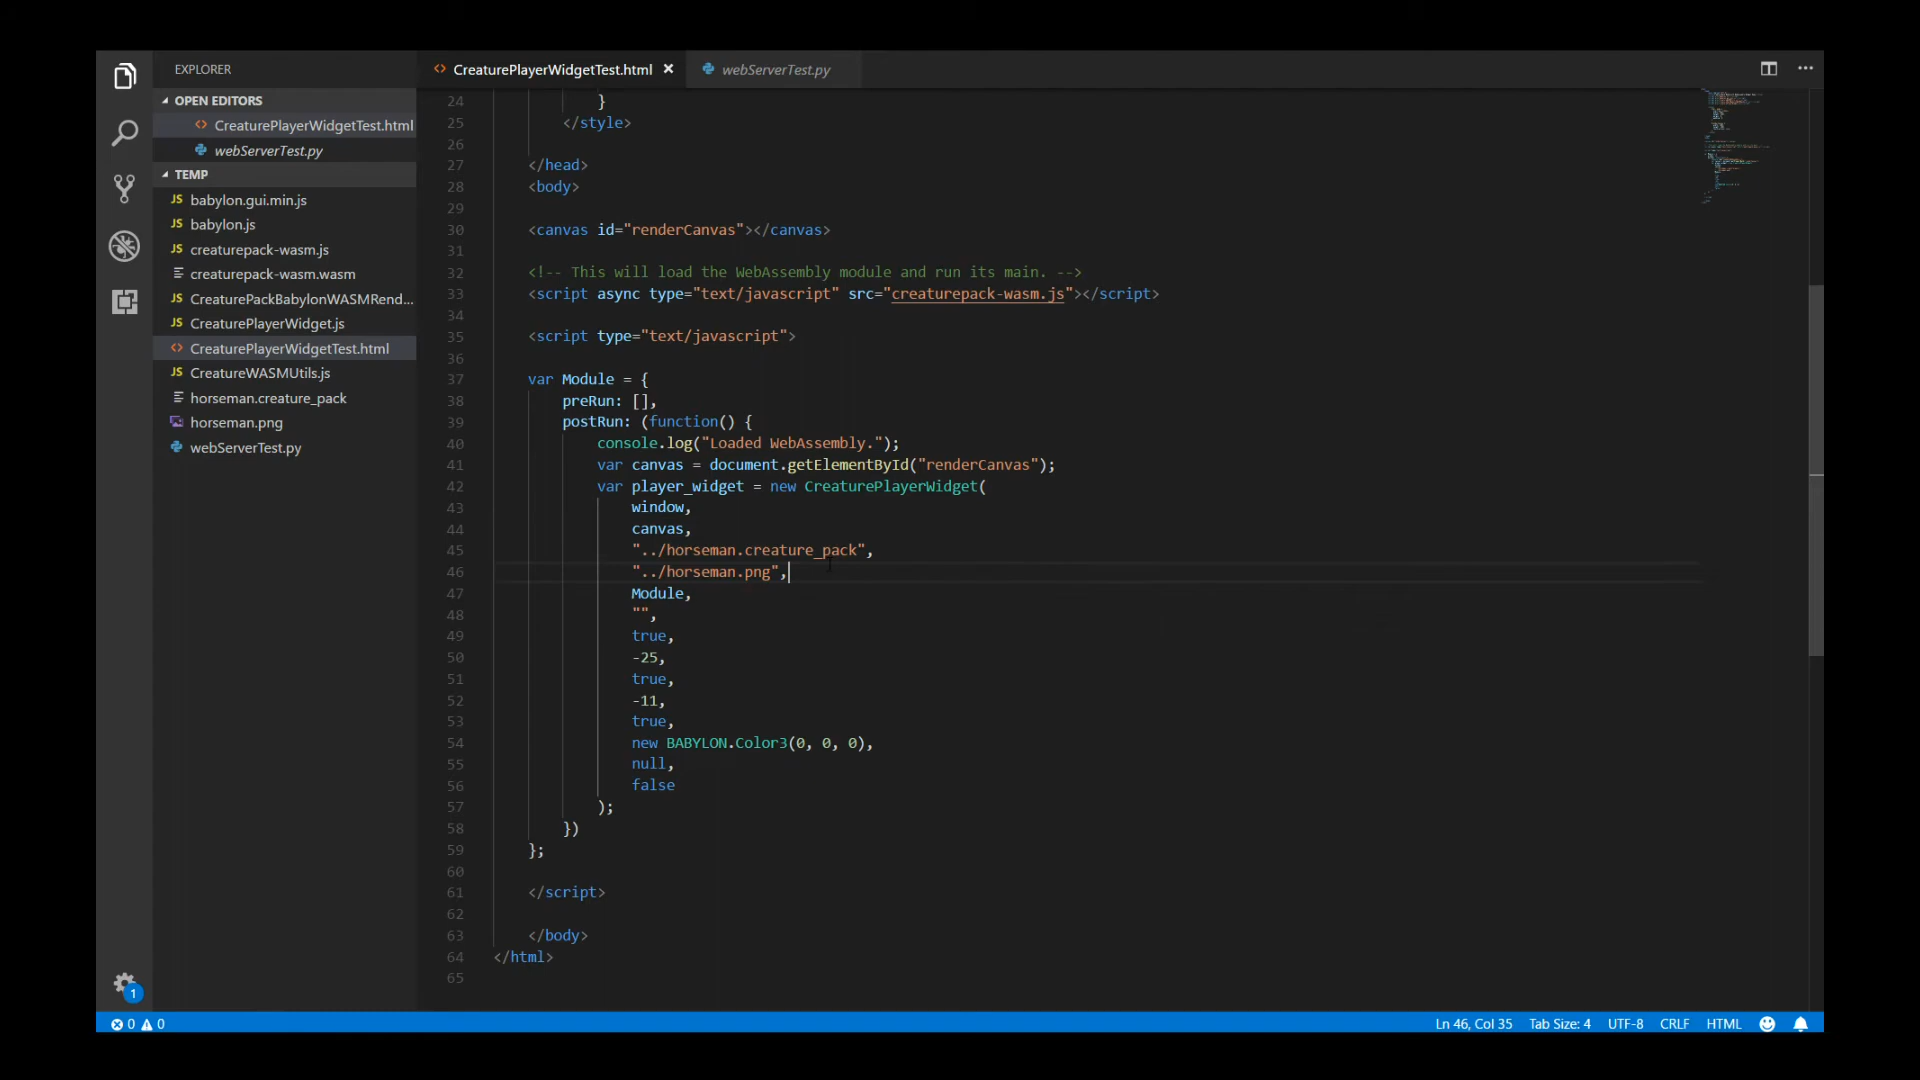 EXPLORER
OPEN EDITORS
CreaturePlayerWidgetTest.html
webServerTest.py
TEMP
babylon.gui.min.js
babylon.js
creaturepack-wasm.js
creaturepack-wasm.wasm
CreaturePackBabylonWASMRend...
CreaturePlayerWidget.js
CreaturePlayerWidgetTest.html
CreatureWASMUtils.js
horseman.creature_pack
horseman.png
webServerTest.py
1
CreaturePlayerWidgetTest.html webServerTest.py
24 }
25 </style>
26
27 </head>
28 <body>
29
30 <canvas id="renderCanvas"></canvas>
31
32 <!-- This will load the WebAssembly module and run its main. -->
33 <script async type="text/javascript" src="creaturepack-wasm.js"></script>
34
35 <script type="text/javascript">
36
37 var Module = {
38 preRun: [],
39 postRun: (function() {
40 console.log("Loaded WebAssembly.");
41 var canvas = document.getElementById("renderCanvas");
42 var player_widget = new CreaturePlayerWidget(
43 window,
44 canvas,
45 "../horseman.creature_pack",
46 "../horseman.png",
47 Module,
48 "",
49 true,
50 -25,
51 true,
52 -11,
53 true,
54 new BABYLON.Color3(0, 0, 0),
55 null,
56 false
57 );
58 })
59 };
60
61 </script>
62
63 </body>
64 </html>
65
0 0 Ln 46, Col 35 Tab Size: 4 UTF-8 CRLF HTML